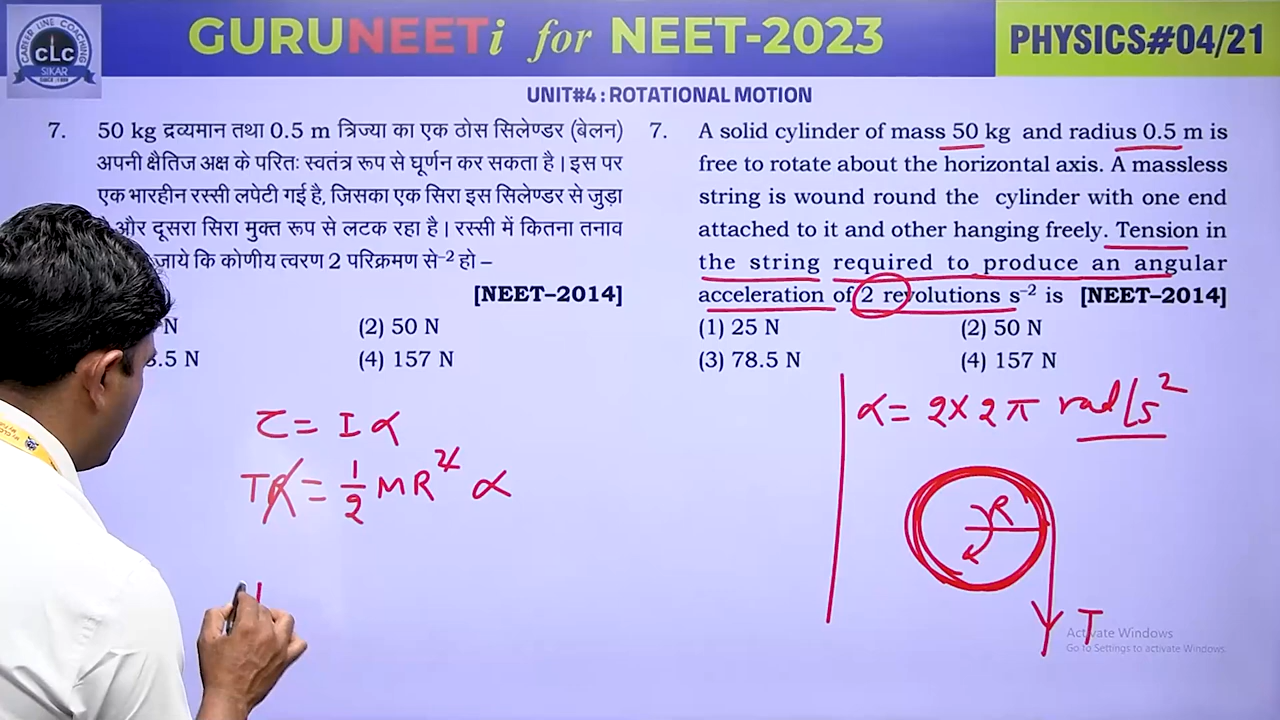 CAREER LINE COACHING
CLC
SIKAR
SINCE : 1996
GURUNEETi for NEET-2023
PHYSICS#04/21
UNIT#4 : ROTATIONAL MOTION
7. 50 kg द्रव्यमान तथा 0.5 m त्रिज्या का एक ठोस सिलेण्डर (बेलन)
अपनी क्षैतिज अक्ष के परितः स्वतंत्र रूप से घूर्णन कर सकता है। इस पर
एक भारहीन रस्सी लपेटी गई है, जिसका एक सिरा इस सिलेण्डर से जुड़ा
और दूसरा सिरा मुक्त रूप से लटक रहा है। रस्सी में कितना तनाव
जाये कि कोणीय त्वरण 2 परिक्रमण से⁻² हो –
[NEET–2014]
N (2) 50 N
.5 N (4) 157 N
7. A solid cylinder of mass 50 kg and radius 0.5 m is
free to rotate about the horizontal axis. A massless
string is wound round the cylinder with one end
attached to it and other hanging freely. Tension in
the string required to produce an angular
acceleration of 2 revolutions s⁻² is [NEET–2014]
(1) 25 N (2) 50 N
(3) 78.5 N (4) 157 N
τ = I α
TR = 1/2 MR² α
α = 2 × 2π rad/s²
R
T
Activate Windows
Go to Settings to activate Windows.